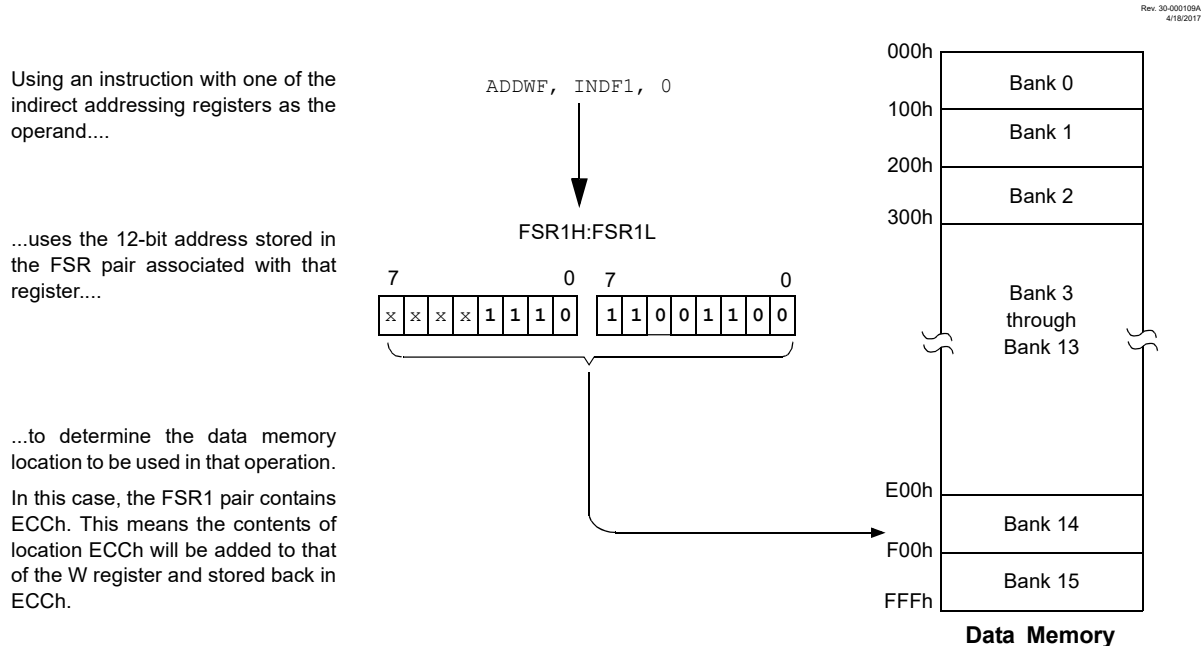 Rev. 30-000109A
4/18/2017
Using an instruction with one of the
indirect addressing registers as the
operand....
ADDWF, INDF1, 0
...uses the 12-bit address stored in
the FSR pair associated with that
register....
FSR1H:FSR1L
7 0 7 0
x x x x 1 1 1 0 1 1 0 0 1 1 0 0
...to determine the data memory
location to be used in that operation.
In this case, the FSR1 pair contains
ECCh. This means the contents of
location ECCh will be added to that
of the W register and stored back in
ECCh.
000h
Bank 0
100h
Bank 1
200h
Bank 2
300h
Bank 3
through
Bank 13
E00h
Bank 14
F00h
Bank 15
FFFh
Data Memory